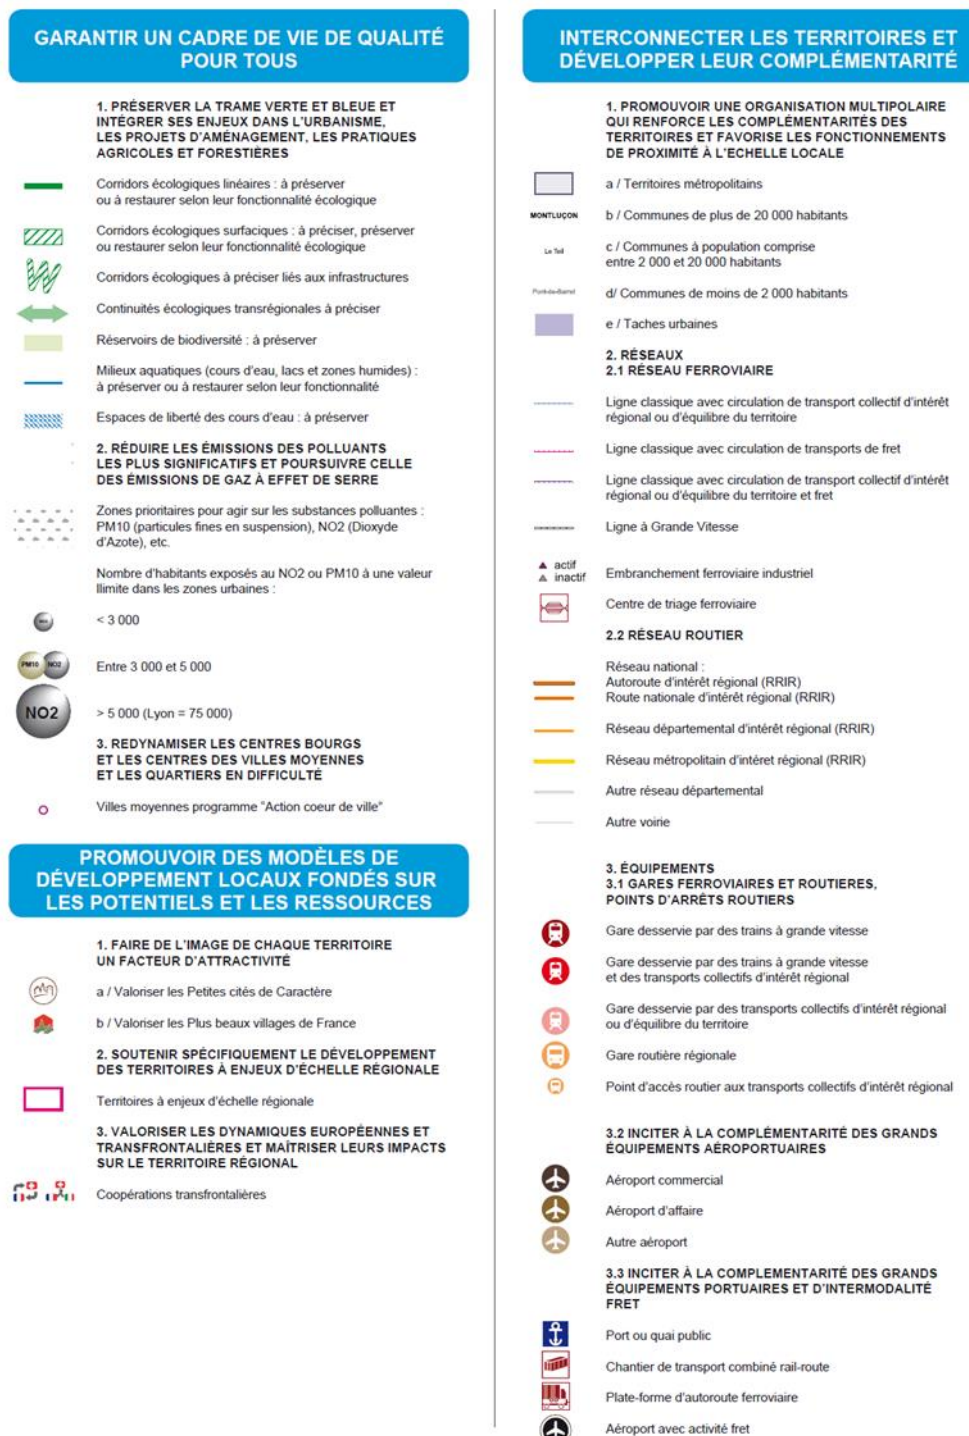 GARANTIR UN CADRE DE VIE DE QUALITÉ
POUR TOUS
1. PRÉSERVER LA TRAME VERTE ET BLEUE ET
INTÉGRER SES ENJEUX DANS L'URBANISME,
LES PROJETS D'AMÉNAGEMENT, LES PRATIQUES
AGRICOLES ET FORESTIÈRES
Corridors écologiques linéaires : à préserver
ou à restaurer selon leur fonctionnalité écologique
Corridors écologiques surfaciques : à préciser, préserver
ou restaurer selon leur fonctionnalité écologique
Corridors écologiques à préciser liés aux infrastructures
Continuités écologiques transrégionales à préciser
Réservoirs de biodiversité : à préserver
Milieux aquatiques (cours d'eau, lacs et zones humides) :
à préserver ou à restaurer selon leur fonctionnalité
Espaces de liberté des cours d'eau : à préserver
2. RÉDUIRE LES ÉMISSIONS DES POLLUANTS
LES PLUS SIGNIFICATIFS ET POURSUIVRE CELLE
DES ÉMISSIONS DE GAZ À EFFET DE SERRE
Zones prioritaires pour agir sur les substances polluantes :
PM10 (particules fines en suspension), NO2 (Dioxyde
d'Azote), etc.
Nombre d'habitants exposés au NO2 ou PM10 à une valeur
llimite dans les zones urbaines :
< 3 000
PM10 NO2
Entre 3 000 et 5 000
NO2
> 5 000 (Lyon = 75 000)
3. REDYNAMISER LES CENTRES BOURGS
ET LES CENTRES DES VILLES MOYENNES
ET LES QUARTIERS EN DIFFICULTÉ
Villes moyennes programme "Action coeur de ville"
PROMOUVOIR DES MODÈLES DE
DÉVELOPPEMENT LOCAUX FONDÉS SUR
LES POTENTIELS ET LES RESSOURCES
1. FAIRE DE L'IMAGE DE CHAQUE TERRITOIRE
UN FACTEUR D'ATTRACTIVITÉ
a / Valoriser les Petites cités de Caractère
b / Valoriser les Plus beaux villages de France
2. SOUTENIR SPÉCIFIQUEMENT LE DÉVELOPPEMENT
DES TERRITOIRES À ENJEUX D'ÉCHELLE RÉGIONALE
Territoires à enjeux d'échelle régionale
3. VALORISER LES DYNAMIQUES EUROPÉENNES ET
TRANSFRONTALIÈRES ET MAÎTRISER LEURS IMPACTS
SUR LE TERRITOIRE RÉGIONAL
Coopérations transfrontalières
INTERCONNECTER LES TERRITOIRES ET
DÉVELOPPER LEUR COMPLÉMENTARITÉ
1. PROMOUVOIR UNE ORGANISATION MULTIPOLAIRE
QUI RENFORCE LES COMPLÉMENTARITÉS DES
TERRITOIRES ET FAVORISE LES FONCTIONNEMENTS
DE PROXIMITÉ À L'ECHELLE LOCALE
a / Territoires métropolitains
MONTLUÇON
b / Communes de plus de 20 000 habitants
Le Teil
c / Communes à population comprise
entre 2 000 et 20 000 habitants
Pont-de-Barret
d/ Communes de moins de 2 000 habitants
e / Taches urbaines
2. RÉSEAUX
2.1 RÉSEAU FERROVIAIRE
Ligne classique avec circulation de transport collectif d'intérêt
régional ou d'équilibre du territoire
Ligne classique avec circulation de transports de fret
Ligne classique avec circulation de transport collectif d'intérêt
régional ou d'équilibre du territoire et fret
Ligne à Grande Vitesse
actif
inactif
Embranchement ferroviaire industriel
Centre de triage ferroviaire
2.2 RÉSEAU ROUTIER
Réseau national :
Autoroute d'intérêt régional (RRIR)
Route nationale d'intérêt régional (RRIR)
Réseau départemental d'intérêt régional (RRIR)
Réseau métropolitain d'intéret régional (RRIR)
Autre réseau départemental
Autre voirie
3. ÉQUIPEMENTS
3.1 GARES FERROVIAIRES ET ROUTIERES,
POINTS D'ARRÊTS ROUTIERS
Gare desservie par des trains à grande vitesse
Gare desservie par des trains à grande vitesse
et des transports collectifs d'intérêt régional
Gare desservie par des transports collectifs d'intérêt régional
ou d'équilibre du territoire
Gare routière régionale
Point d'accès routier aux transports collectifs d'intérêt régional
3.2 INCITER À LA COMPLÉMENTARITÉ DES GRANDS
ÉQUIPEMENTS AÉROPORTUAIRES
Aéroport commercial
Aéroport d'affaire
Autre aéroport
3.3 INCITER À LA COMPLEMENTARITÉ DES GRANDS
ÉQUIPEMENTS PORTUAIRES ET D'INTERMODALITÉ
FRET
Port ou quai public
Chantier de transport combiné rail-route
Plate-forme d'autoroute ferroviaire
Aéroport avec activité fret